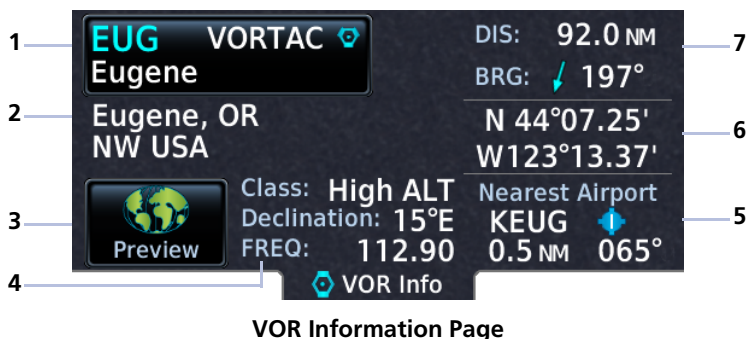 1
EUG VORTAC
Eugene
2
Eugene, OR
NW USA
3
Preview
4
Class: High ALT
Declination: 15°E
FREQ: 112.90
VOR Info
DIS: 92.0 NM
7
BRG: 197°
N 44°07.25'
W123°13.37'
6
Nearest Airport
KEUG
5
0.5 NM 065°
VOR Information Page